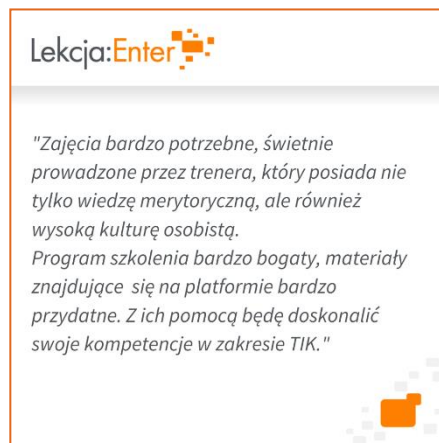 Lekcja:Enter
"Zajęcia bardzo potrzebne, świetnie
prowadzone przez trenera, który posiada nie
tylko wiedzę merytoryczną, ale również
wysoką kulturę osobistą.
Program szkolenia bardzo bogaty, materiały
znajdujące się na platformie bardzo
przydatne. Z ich pomocą będę doskonalić
swoje kompetencje w zakresie TIK."